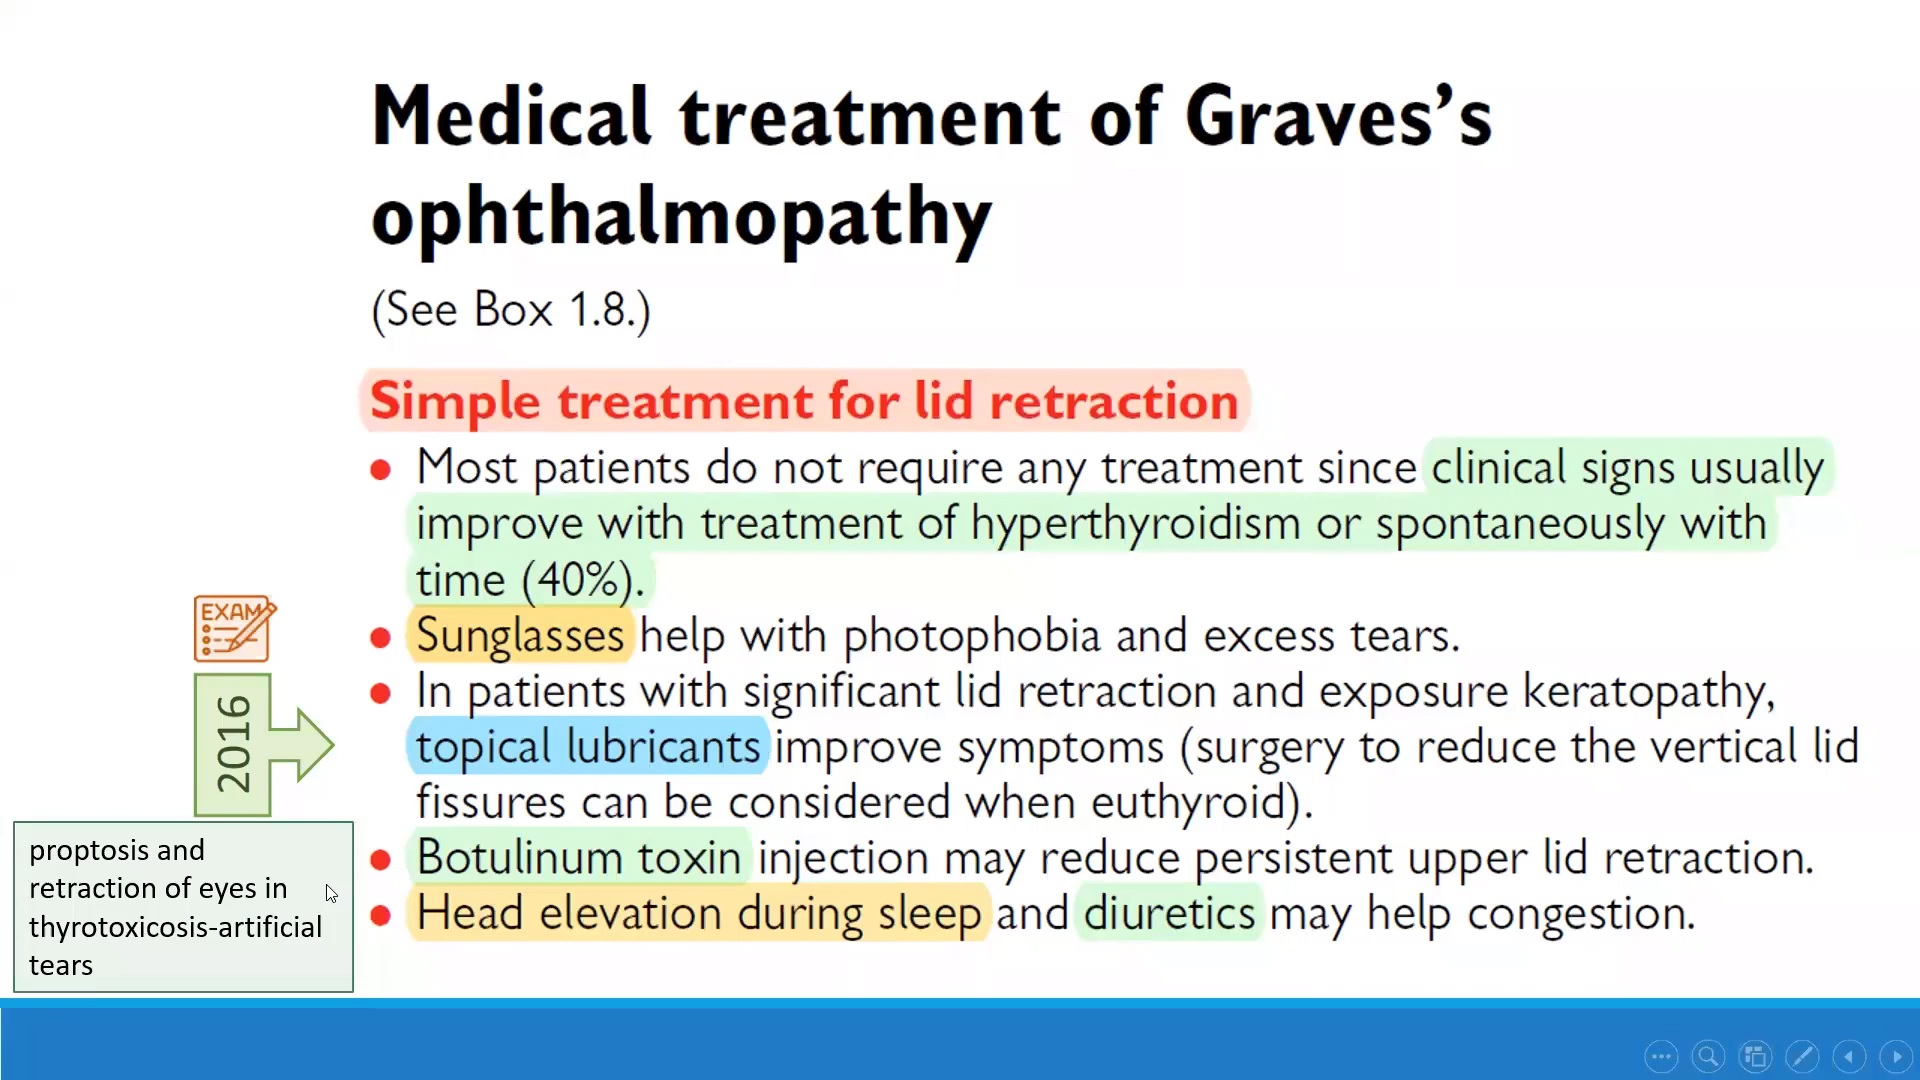 Medical treatment of Graves’s
ophthalmopathy
(See Box 1.8.)
Simple treatment for lid retraction
● Most patients do not require any treatment since clinical signs usually
improve with treatment of hyperthyroidism or spontaneously with
time (40%).
● Sunglasses help with photophobia and excess tears.
● In patients with significant lid retraction and exposure keratopathy,
topical lubricants improve symptoms (surgery to reduce the vertical lid
fissures can be considered when euthyroid).
● Botulinum toxin injection may reduce persistent upper lid retraction.
● Head elevation during sleep and diuretics may help congestion.
EXAM
2016
proptosis and
retraction of eyes in
thyrotoxicosis-artificial
tears